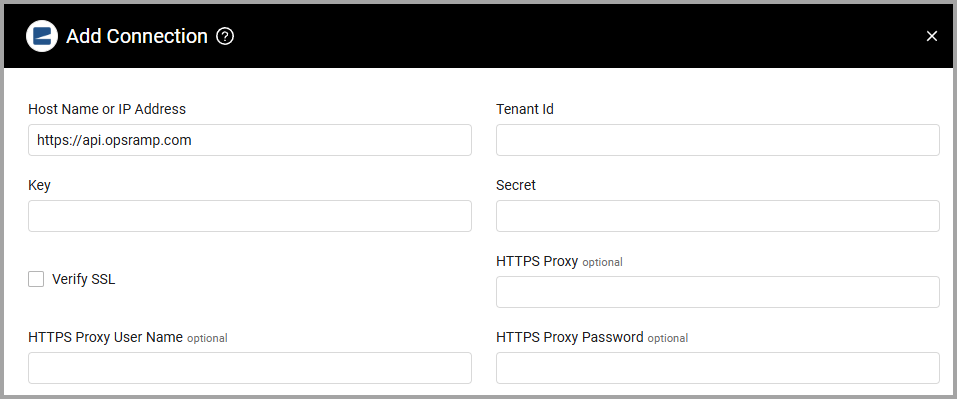 Add Connection
Host Name or IP Address
https://api.opsramp.com
Tenant Id
Key
Secret
Verify SSL
HTTPS Proxy optional
HTTPS Proxy User Name optional
HTTPS Proxy Password optional